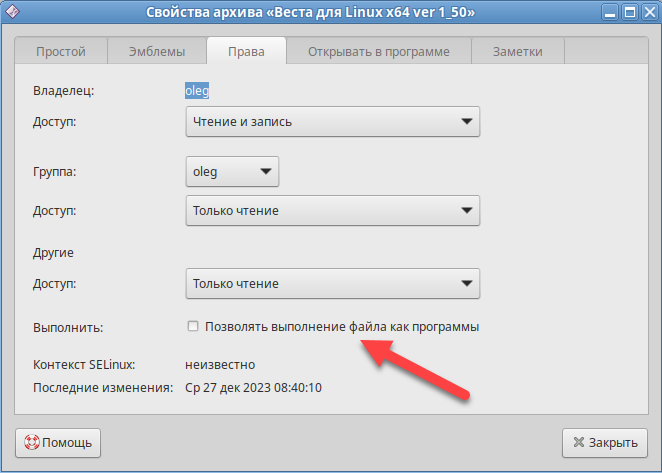 Свойства архива «Веста для Linux x64 ver 1_50»
Простой Эмблемы Права Открывать в программе Заметки
Владелец: oleg
Доступ: Чтение и запись
Группа: oleg
Доступ: Только чтение
Другие
Доступ: Только чтение
Выполнить: Позволять выполнение файла как программы
Контекст SELinux: неизвестно
Последние изменения: Ср 27 дек 2023 08:40:10
Помощь Закрыть